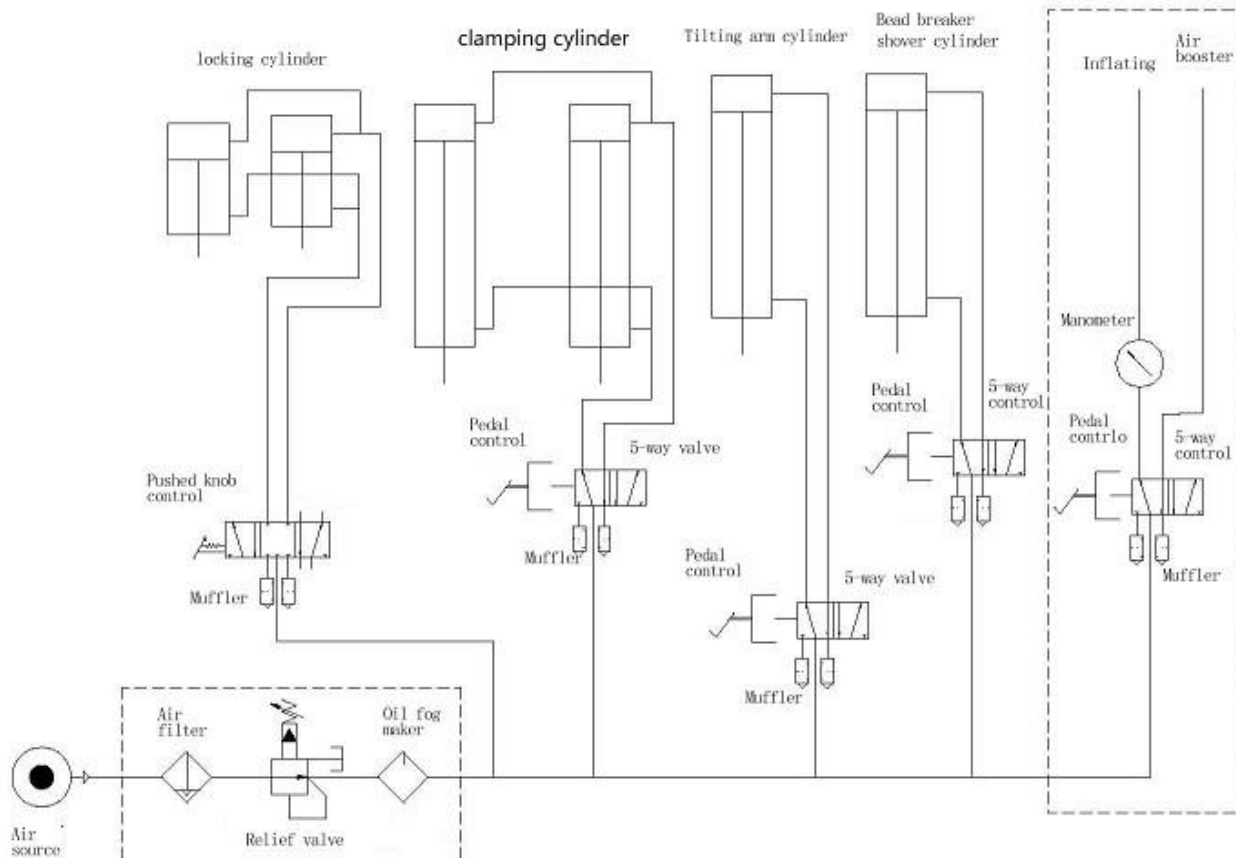 locking cylinder
clamping cylinder
Tilting arm cylinder
Bead breaker
shover cylinder
Inflating
Air
booster
Manometer
Pedal
contrlo
5-way
control
Muffler
Pedal
control
5-way
control
Pedal
control
5-way valve
Muffler
Pushed knob
control
Muffler
Pedal
control
5-way valve
Muffler
Air
filter
Oil fog
maker
Relief valve
Air
source